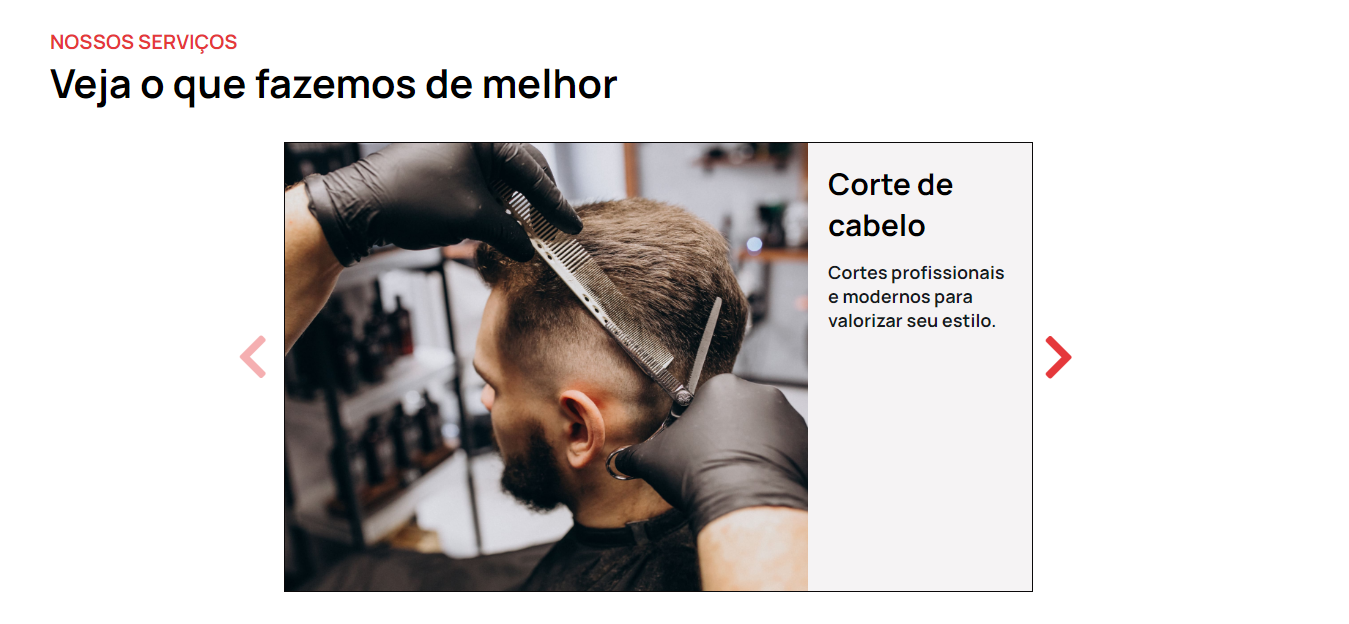 NOSSOS SERVIÇOS
Veja o que fazemos de melhor
Corte de
cabelo
Cortes profissionais
e modernos para
valorizar seu estilo.